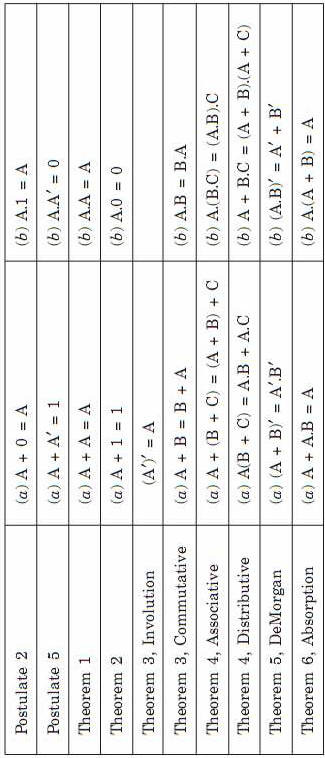 Postulate 2 (a) A + 0 = A (b) A.1 = A
Postulate 5 (a) A + A′ = 1 (b) A.A′ = 0
Theorem 1 (a) A + A = A (b) A.A = A
Theorem 2 (a) A + 1 = 1 (b) A.0 = 0
Theorem 3, Involution (A′)′ = A
Theorem 3, Commutative (a) A + B = B + A (b) A.B = B.A
Theorem 4, Associative (a) A + (B + C) = (A + B) + C (b) A.(B.C) = (A.B).C
Theorem 4, Distributive (a) A(B + C) = A.B + A.C (b) A + B.C = (A + B).(A + C)
Theorem 5, DeMorgan (a) (A + B)′ = A′.B′ (b) (A.B)′ = A′ + B′
Theorem 6, Absorption (a) A + A.B = A (b) A.(A + B) = A